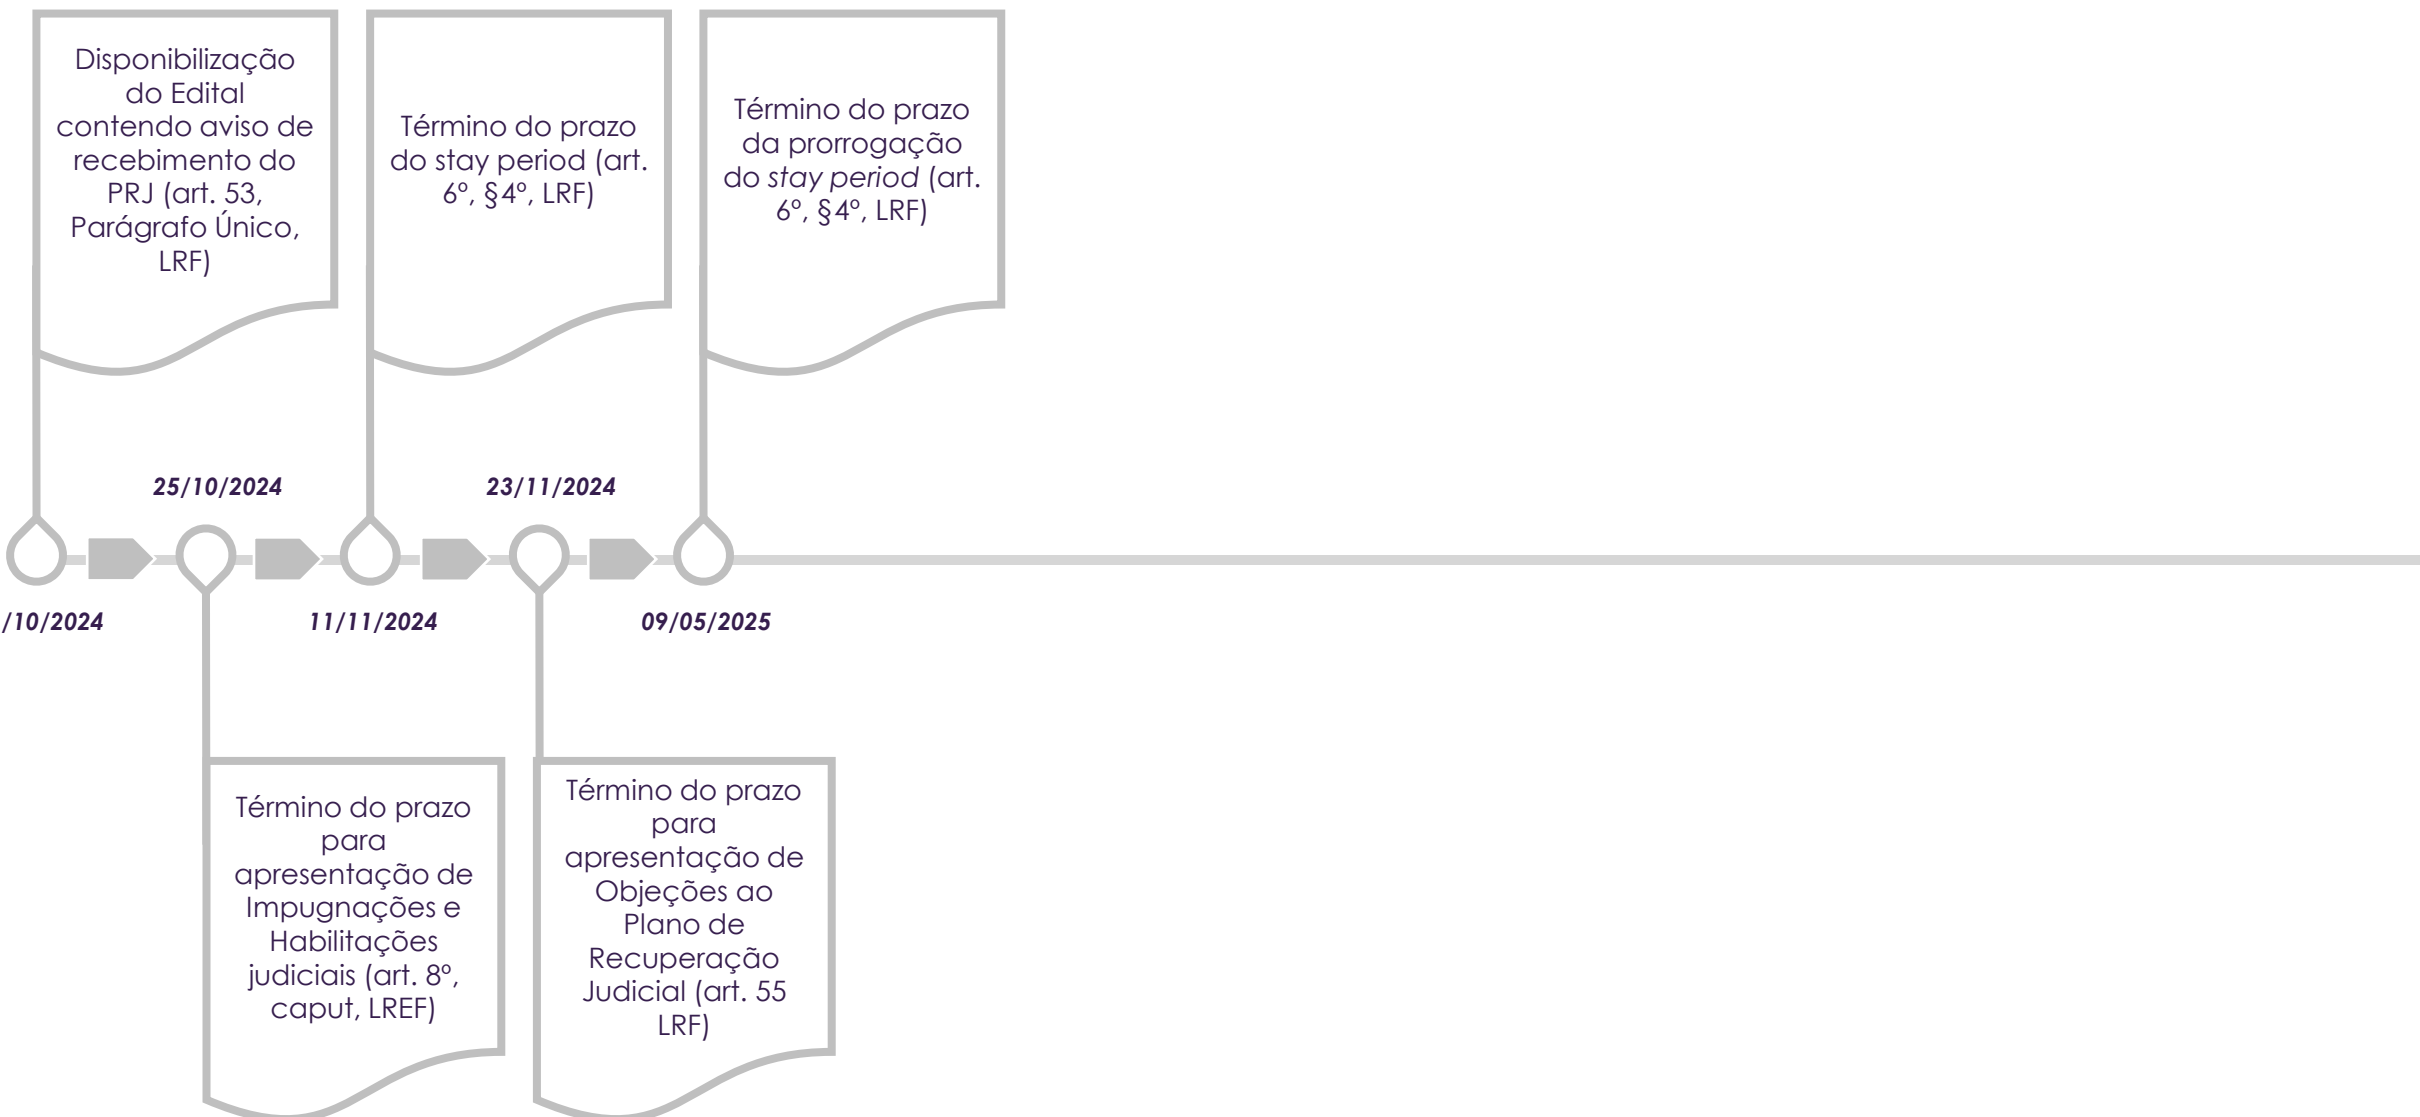 Disponibilização
do Edital
contendo aviso de
recebimento do
PRJ (art. 53,
Parágrafo Único,
LRF)
Término do prazo
do stay period (art.
6º, §4º, LRF)
Término do prazo
da prorrogação
do stay period (art.
6º, §4º, LRF)
25/10/2024
23/11/2024
/10/2024
11/11/2024
09/05/2025
Término do prazo
para
apresentação de
Impugnações e
Habilitações
judiciais (art. 8º,
caput, LREF)
Término do prazo
para
apresentação de
Objeções ao
Plano de
Recuperação
Judicial (art. 55
LRF)